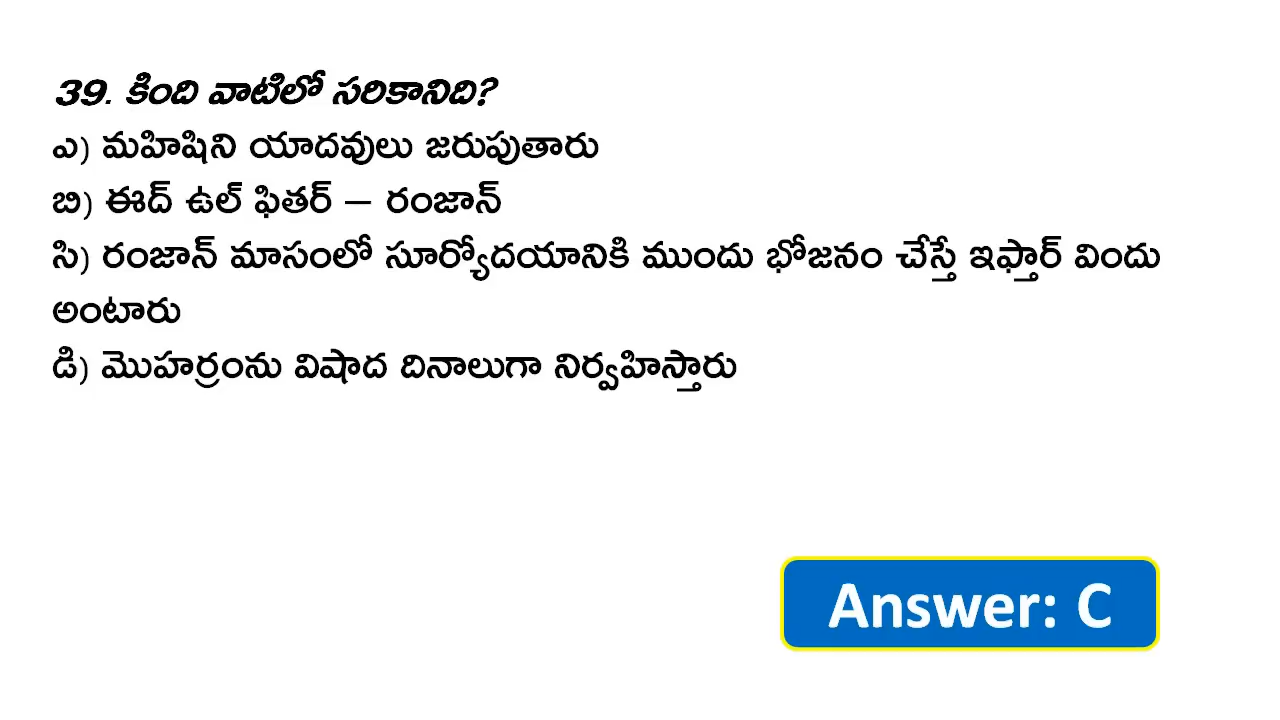 39. కింది వాటిలో సరికానిది?
ఎ) మహిషిని యాదవులు జరుపుతారు
బి) ఈద్ ఉల్ ఫితర్ – రంజాన్
సి) రంజాన్ మాసంలో సూర్యోదయానికి ముందు భోజనం చేస్తే ఇఫ్తార్ విందు
అంటారు
డి) మొహర్రంను విషాద దినాలుగా నిర్వహిస్తారు
Answer: C